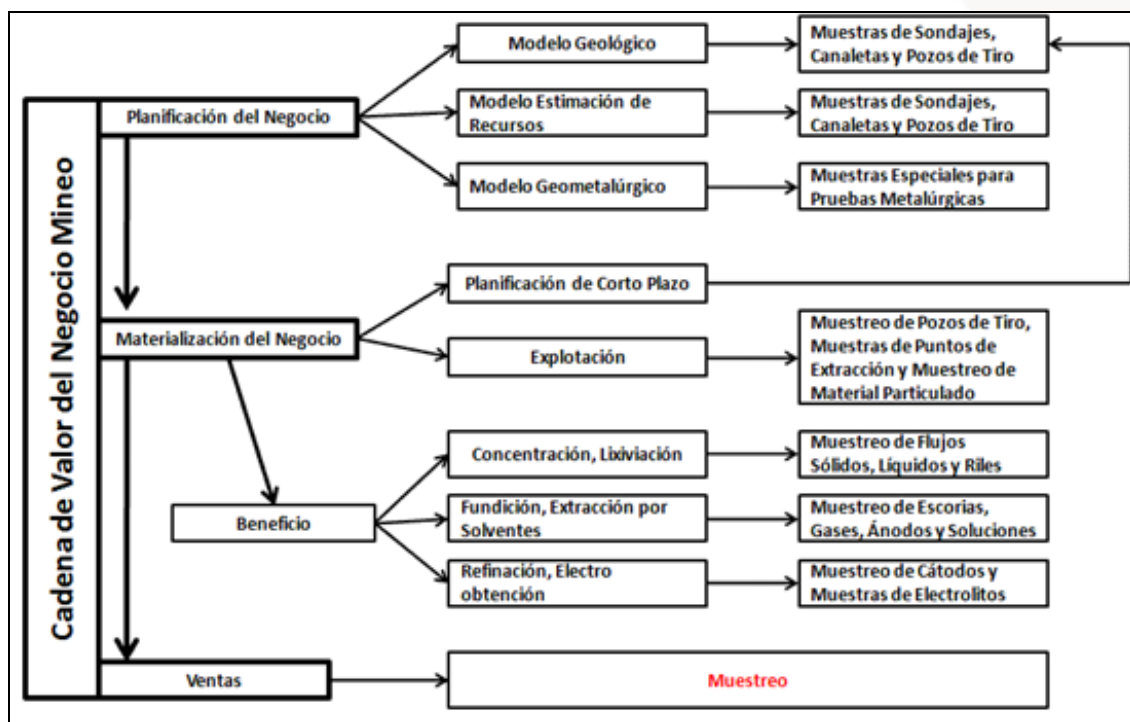 Cadena de Valor del Negocio Mineo
Planificación del Negocio
Modelo Geológico
Muestras de Sondajes,
Canaletas y Pozos de Tiro
Modelo Estimación de
Recursos
Muestras de Sondajes,
Canaletas y Pozos de Tiro
Modelo Geometalúrgico
Muestras Especiales para
Pruebas Metalúrgicas
Materialización del Negocio
Planificación de Corto Plazo
Explotación
Muestreo de Pozos de Tiro,
Muestras de Puntos de
Extracción y Muestreo de
Material Particulado
Beneficio
Concentración, Lixiviación
Muestreo de Flujos
Sólidos, Líquidos y Riles
Fundición, Extracción por
Solventes
Muestreo de Escorias,
Gases, Ánodos y Soluciones
Refinación, Electro
obtención
Muestreo de Cátodos y
Muestras de Electrolitos
Ventas
Muestreo